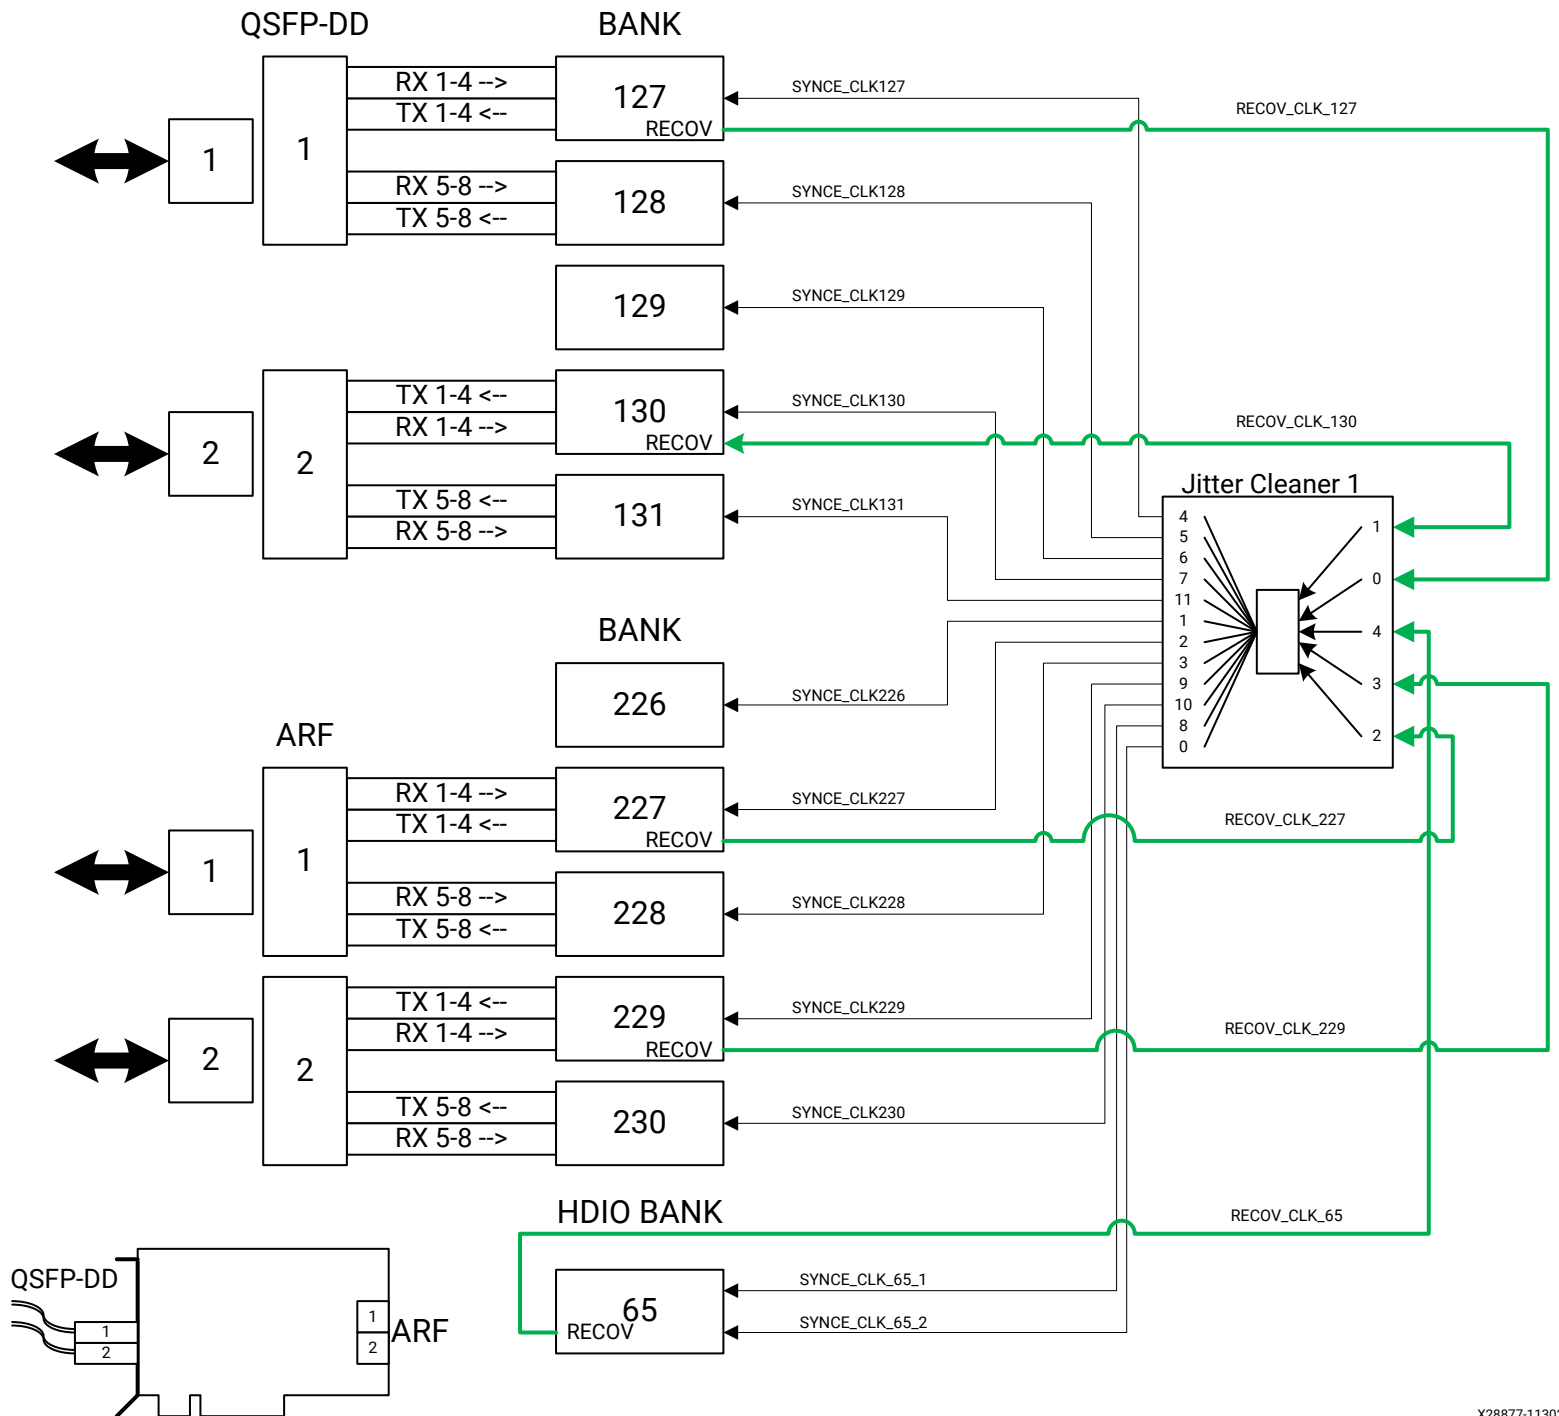 QSFP-DD BANK
RX 1-4 -->
TX 1-4 <--
127
RECOV
SYNCE_CLK127
RECOV_CLK_127
1
1
RX 5-8 -->
TX 5-8 <--
128
SYNCE_CLK128
129
SYNCE_CLK129
TX 1-4 <--
RX 1-4 -->
130
RECOV
SYNCE_CLK130
RECOV_CLK_130
2
2
TX 5-8 <--
RX 5-8 -->
131
SYNCE_CLK131
Jitter Cleaner 1
4
5
6
7
11
1
2
3
9
10
8
0
1
0
4
3
2
BANK
226
SYNCE_CLK226
ARF
RX 1-4 -->
TX 1-4 <--
227
RECOV
SYNCE_CLK227
RECOV_CLK_227
1
1
RX 5-8 -->
TX 5-8 <--
228
SYNCE_CLK228
TX 1-4 <--
RX 1-4 -->
229
RECOV
SYNCE_CLK229
RECOV_CLK_229
2
2
TX 5-8 <--
RX 5-8 -->
230
SYNCE_CLK230
HDIO BANK
RECOV_CLK_65
65
RECOV
SYNCE_CLK_65_1
SYNCE_CLK_65_2
QSFP-DD
1
2
1
2
ARF